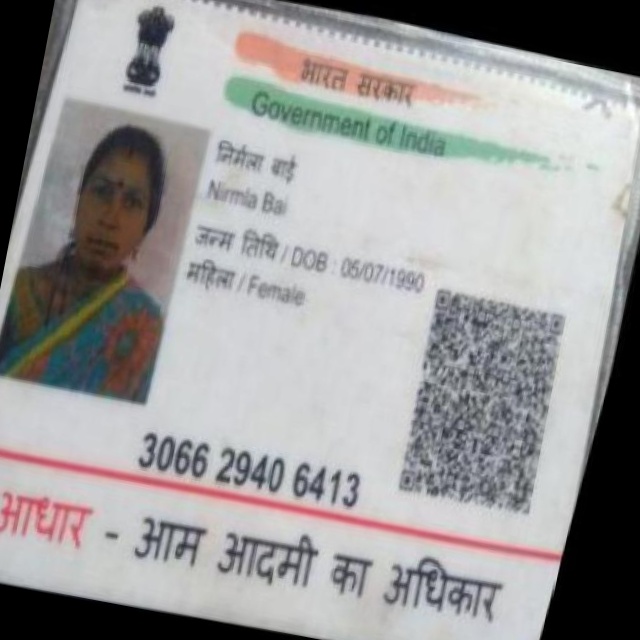 भारत सरकार
Government of India
निर्मला बाई
Nirmla Bai
जन्म तिथि / DOB : 05/07/1990
महिला / Female
3066 2940 6413
आधार - आम आदमी का अधिकार